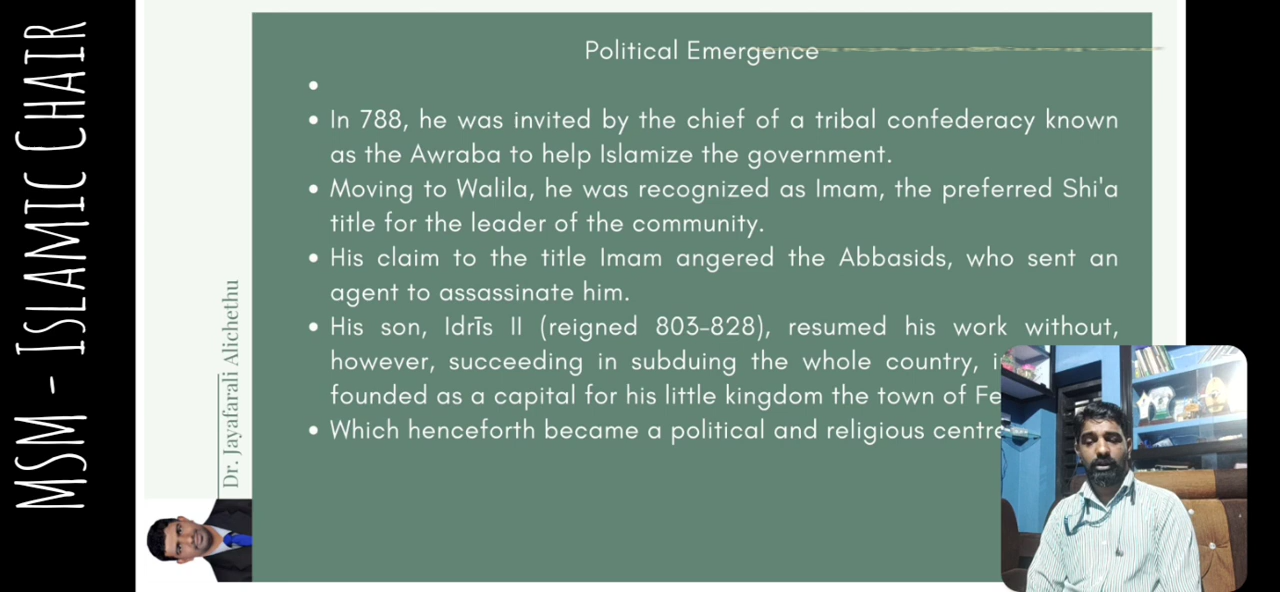 MSM - ISLAMIC CHAIR
Dr. Jayafarali Alichethu
Political Emergence
•
• In 788, he was invited by the chief of a tribal confederacy known
as the Awraba to help Islamize the government.
• Moving to Walila, he was recognized as Imam, the preferred Shi'a
title for the leader of the community.
• His claim to the title Imam angered the Abbasids, who sent an
agent to assassinate him.
• His son, Idrīs II (reigned 803–828), resumed his work without,
however, succeeding in subduing the whole country,
founded as a capital for his little kingdom the town of
• Which henceforth became a political and religious centre